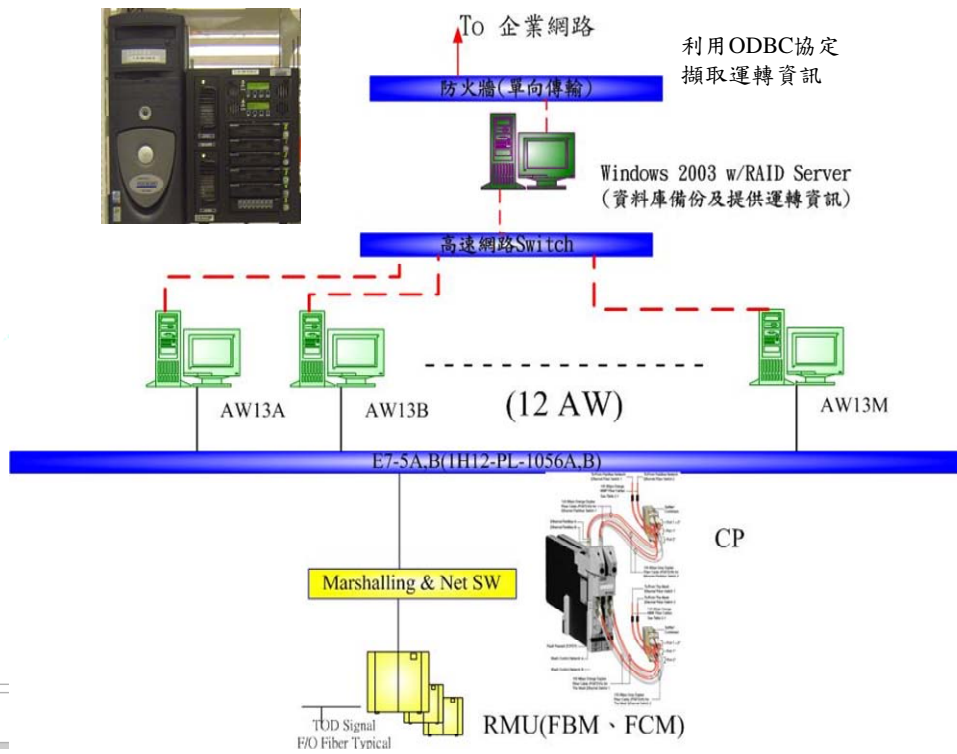 To 企業網路
利用ODBC協定
擷取運轉資訊
防火牆(單向傳輸)
Windows 2003 w/RAID Server
(資料庫備份及提供運轉資訊)
高速網路Switch
AW13A
AW13B
(12 AW)
AW13M
E7-5A,B(1H12-PL-1056A,B)
CP
Marshalling & Net SW
RMU(FBM、FCM)
TOD Signal
F/O Fiber Typical